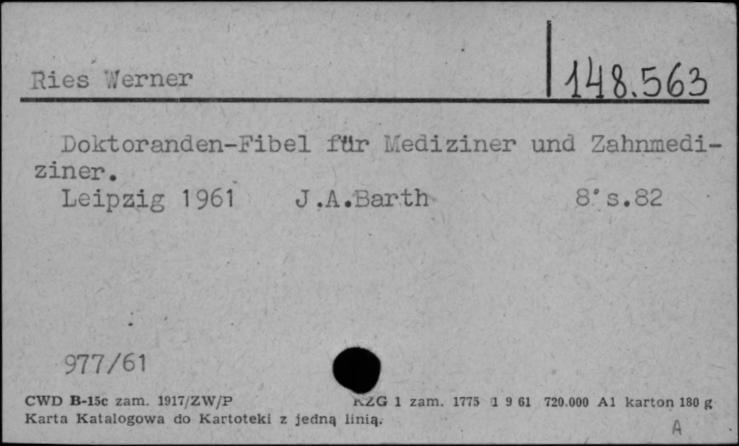 Ries Werner
148.563
Doktoranden-Fibel für Mediziner und Zahnmedi-
ziner.
Leipzig 1961 J.A.Barth 8° s.82
977/61
CWD B-15c zam. 1917/ZW/P RZG 1 zam. 1775 1 9 61 720.000 A1 karton 180 g
Karta Katalogowa do Kartoteki z jedną linią.
A